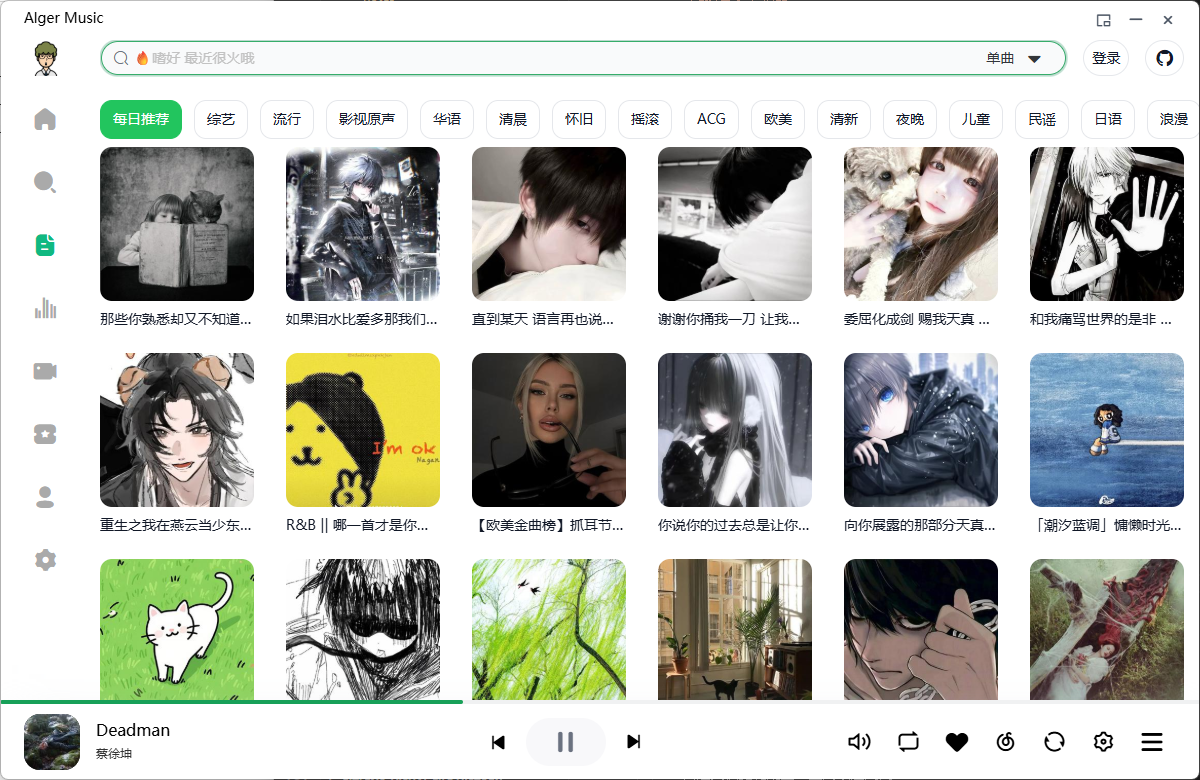 Alger Music
嗜好 最近很火哦
单曲
登录
每日推荐
综艺
流行
影视原声
华语
清晨
怀旧
摇滚
ACG
欧美
清新
夜晚
儿童
民谣
日语
浪漫
那些你熟悉却又不知道...
如果泪水比爱多那我们...
直到某天 语言再也说...
谢谢你捅我一刀 让我...
委屈化成剑 赐我天真 ...
和我痛骂世界的是非 ...
I'm ok
Nagan
重生之我在燕云当少东...
R&B || 哪一首才是你...
【欧美金曲榜】抓耳节...
你说你的过去总是让你...
向你展露的那部分天真...
「潮汐蓝调」慵懒时光...
Deadman
蔡徐坤